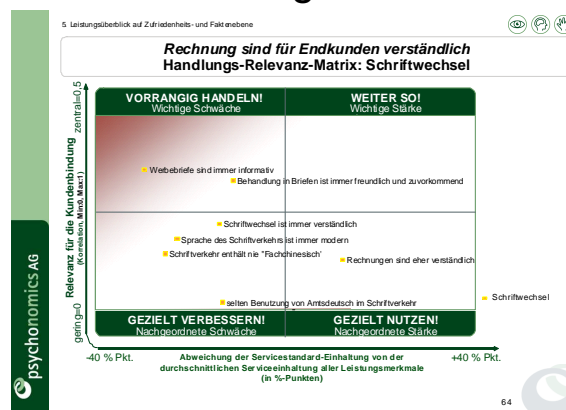 5. Leistungsüberblick auf Zufriedenheits- und Faktenebene
Rechnung sind für Endkunden verständlich
Handlungs-Relevanz-Matrix: Schriftwechsel
zentral=0,5
VORRANGIG HANDELN!
Wichtige Schwäche
WEITER SO!
Wichtige Stärke
Relevanz für die Kundenbindung
(Korrelation, Min:0, Max:1)
Werbebriefe sind immer informativ
Behandlung in Briefen ist immer freundlich und zuvorkommend
Schriftwechsel ist immer verständlich
Sprache des Schriftverkehrs ist immer modern
Schriftverkehr enthält nie "Fachchinesisch'
Rechnungen sind eher verständlich
Schriftwechsel
selten Benutzung von Amtsdeutsch im Schriftverkehr
gering=0
GEZIELT VERBESSERN!
Nachgeordnete Schwäche
GEZIELT NUTZEN!
Nachgeordnete Stärke
-40 % Pkt.
Abweichung der Servicestandard-Einhaltung von der
durchschnittlichen Serviceeinhaltung aller Leistungsmerkmale
(in %-Punkten)
+40 % Pkt.
psychonomics AG
64